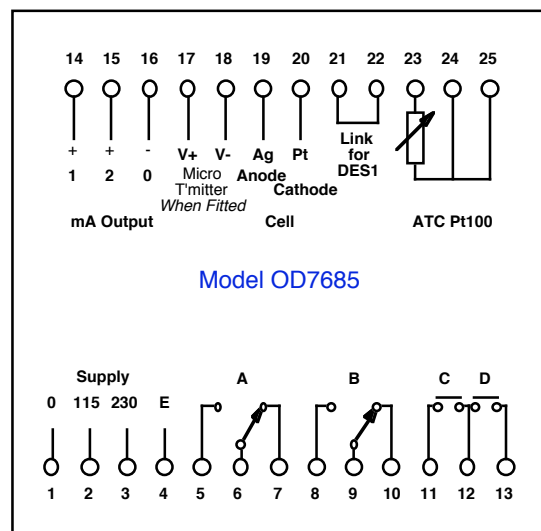 14 15 16 17 18 19 20 21 22 23 24 25
+ + - V+ V- Ag Pt Link
1 2 0 Micro Anode for
T'mitter Cathode DES1
When Fitted
mA Output Cell ATC Pt100
Model OD7685
Supply A B C D
0 115 230 E
1 2 3 4 5 6 7 8 9 10 11 12 13